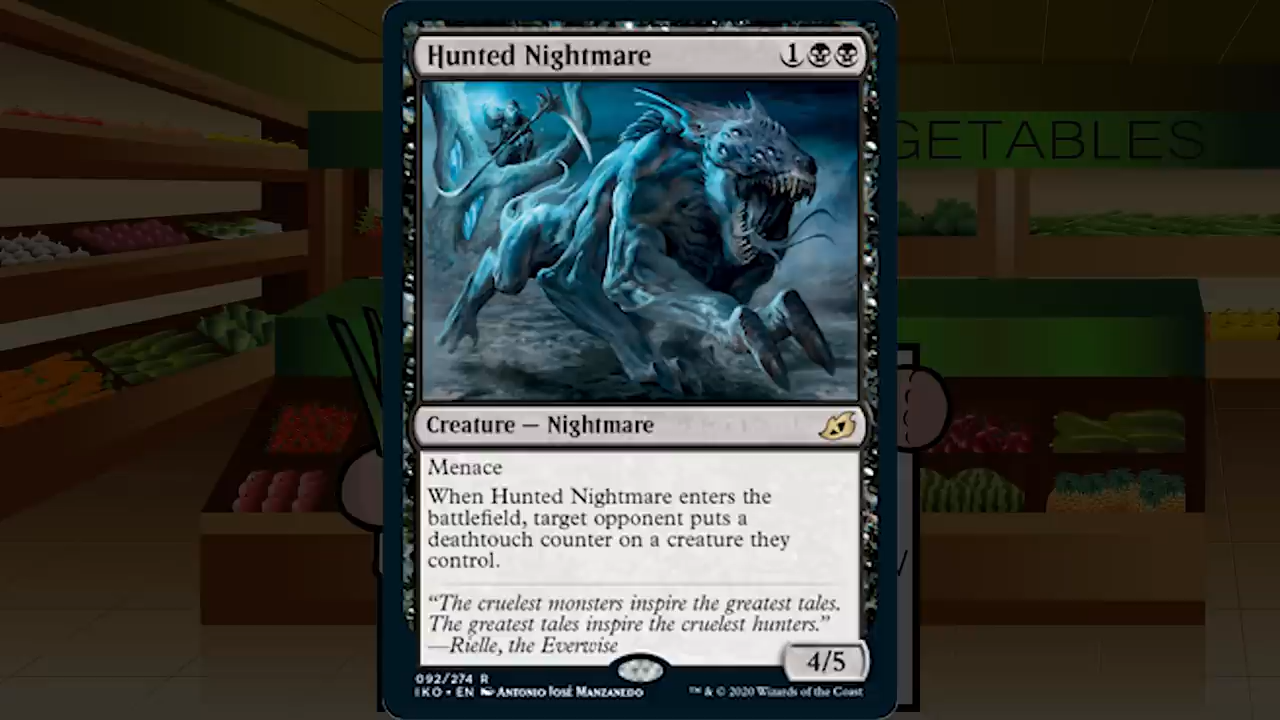 Hunted Nightmare 1
GETABLES
Creature — Nightmare
Menace
When Hunted Nightmare enters the
battlefield, target opponent puts a
deathtouch counter on a creature they
control.
"The cruelest monsters inspire the greatest tales.
The greatest tales inspire the cruelest hunters."
—Rielle, the Everwise
4/5
092/274 R
IKO • EN Antonio José Manzanedo
™ & © 2020 Wizards of the Coast